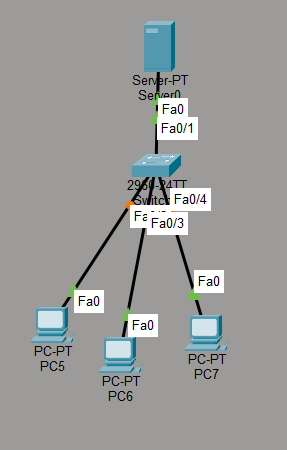 Server-PT
Server0
Fa0
Fa0/1
2960-24TT
Fa0/4
Fa0/3
Fa0
Fa0
Fa0
PC-PT
PC5
PC-PT
PC6
PC-PT
PC7